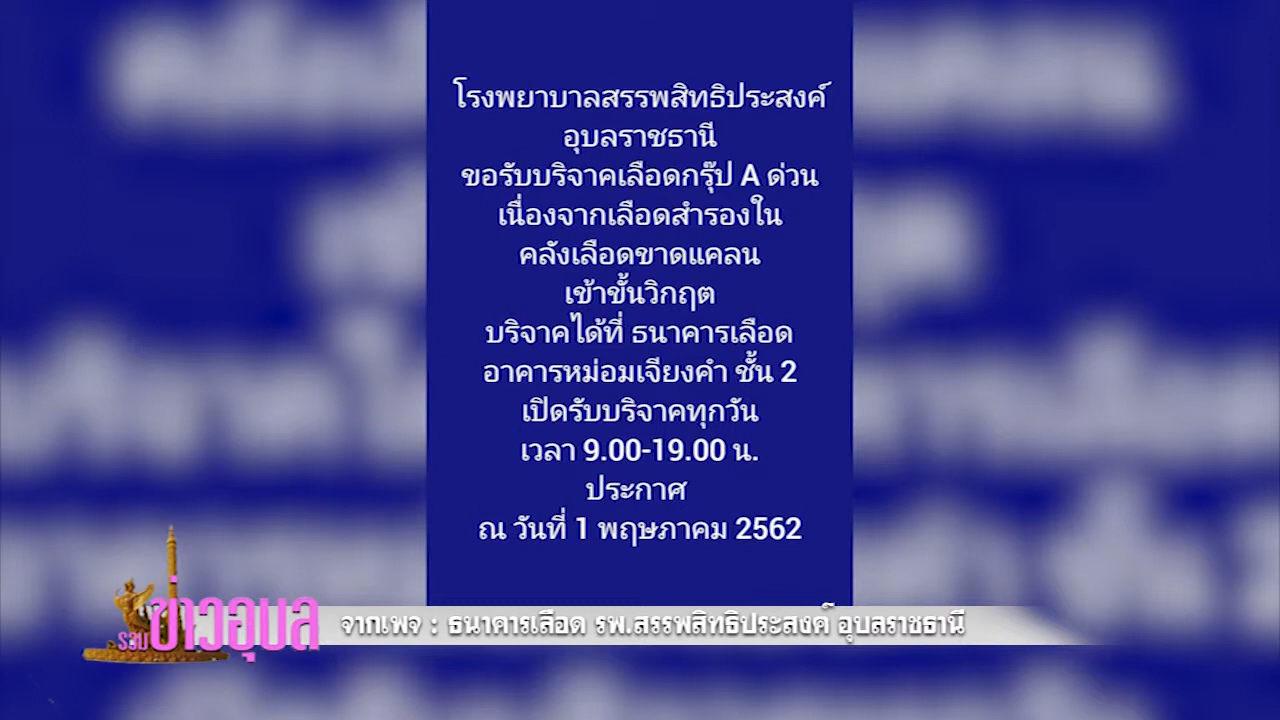 โรงพยาบาลสรรพสิทธิประสงค์
อุบลราชธานี
ขอรับบริจาคเลือดกรุ๊ป A ด่วน
เนื่องจากเลือดสำรองใน
คลังเลือดขาดแคลน
เข้าขั้นวิกฤต
บริจาคได้ที่ ธนาคารเลือด
อาคารหม่อมเจียงคำ ชั้น 2
เปิดรับบริจาคทุกวัน
เวลา 9.00-19.00 น.
ประกาศ
ณ วันที่ 1 พฤษภาคม 2562
รวมข่าวอุบล
จากเพจ : ธนาคารเลือด รพ.สรรพสิทธิประสงค์ อุบลราชธานี